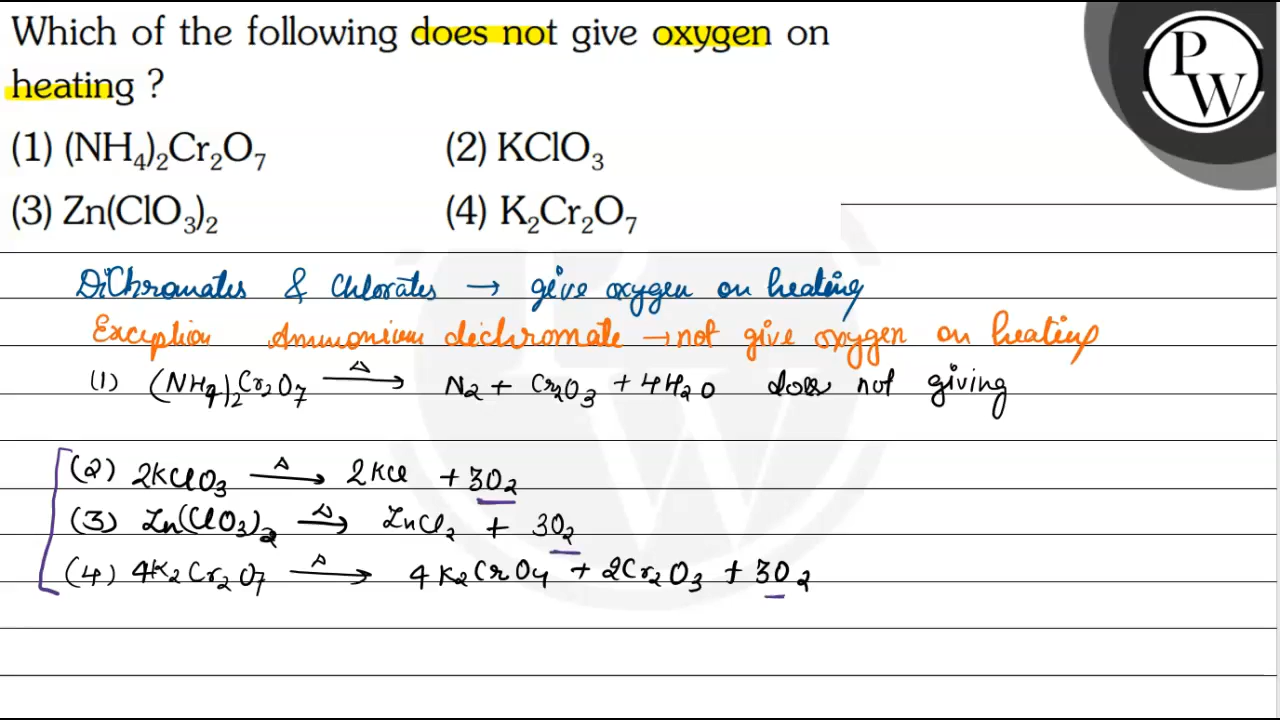 Which of the following does not give oxygen on
heating ?
(1) (NH₄)₂Cr₂O₇ (2) KClO₃
(3) Zn(ClO₃)₂ (4) K₂Cr₂O₇
PW
DiChromates & Chlorates → give oxygen on heating
Exception Ammonium dichromate → not give oxygen on heating
(1) (NH₄)₂Cr₂O₇ —Δ→ N₂ + Cr₂O₃ + 4H₂O does not giving
(2) 2KClO₃ —Δ→ 2KCl + 3O₂
(3) Zn(ClO₃)₂ —Δ→ ZnCl₂ + 3O₂
(4) 4K₂Cr₂O₇ —Δ→ 4K₂CrO₄ + 2Cr₂O₃ + 3O₂